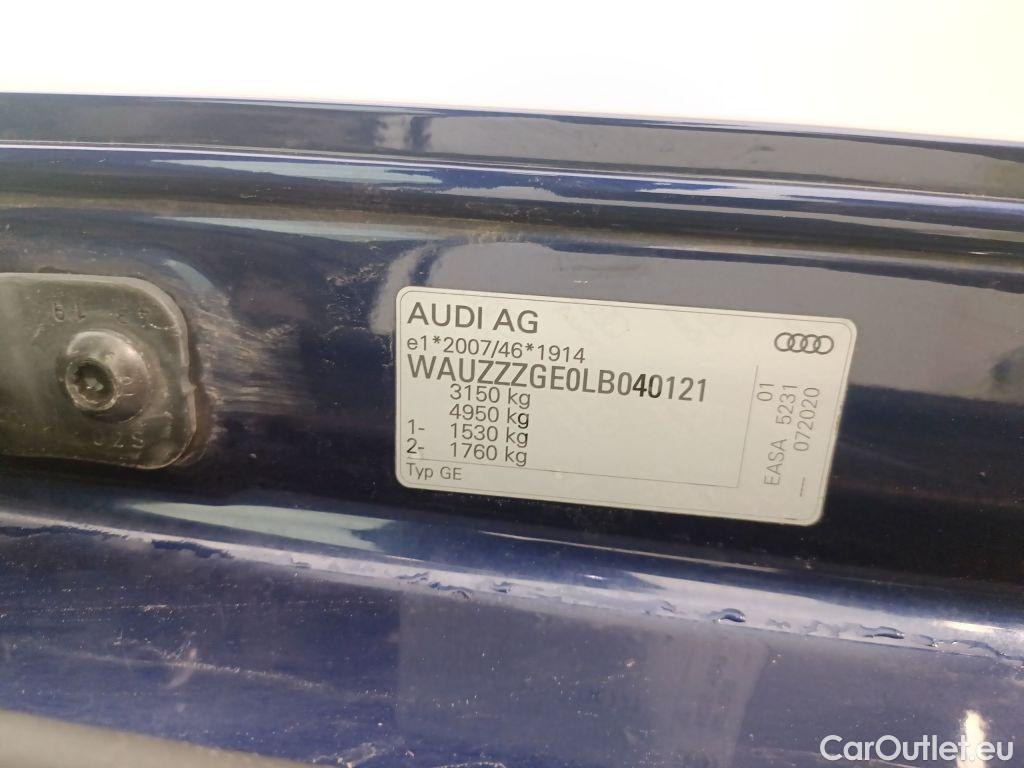 AUDI AG
e1*2007/46*1914
WAUZZZGE0LB040121
3150 kg
4950 kg
1- 1530 kg
2- 1760 kg
Typ GE
EASA 5231 01
--- 072020
CarOutlet.eu